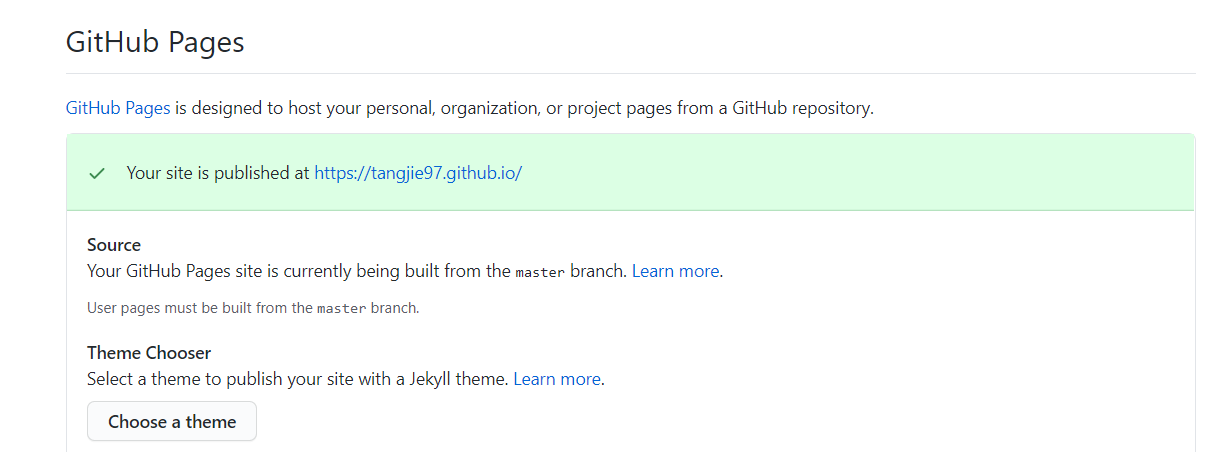 GitHub Pages
GitHub Pages is designed to host your personal, organization, or project pages from a GitHub repository.
Your site is published at https://tangjie97.github.io/
Source
Your GitHub Pages site is currently being built from the master branch. Learn more.
User pages must be built from the master branch.
Theme Chooser
Select a theme to publish your site with a Jekyll theme. Learn more.
Choose a theme